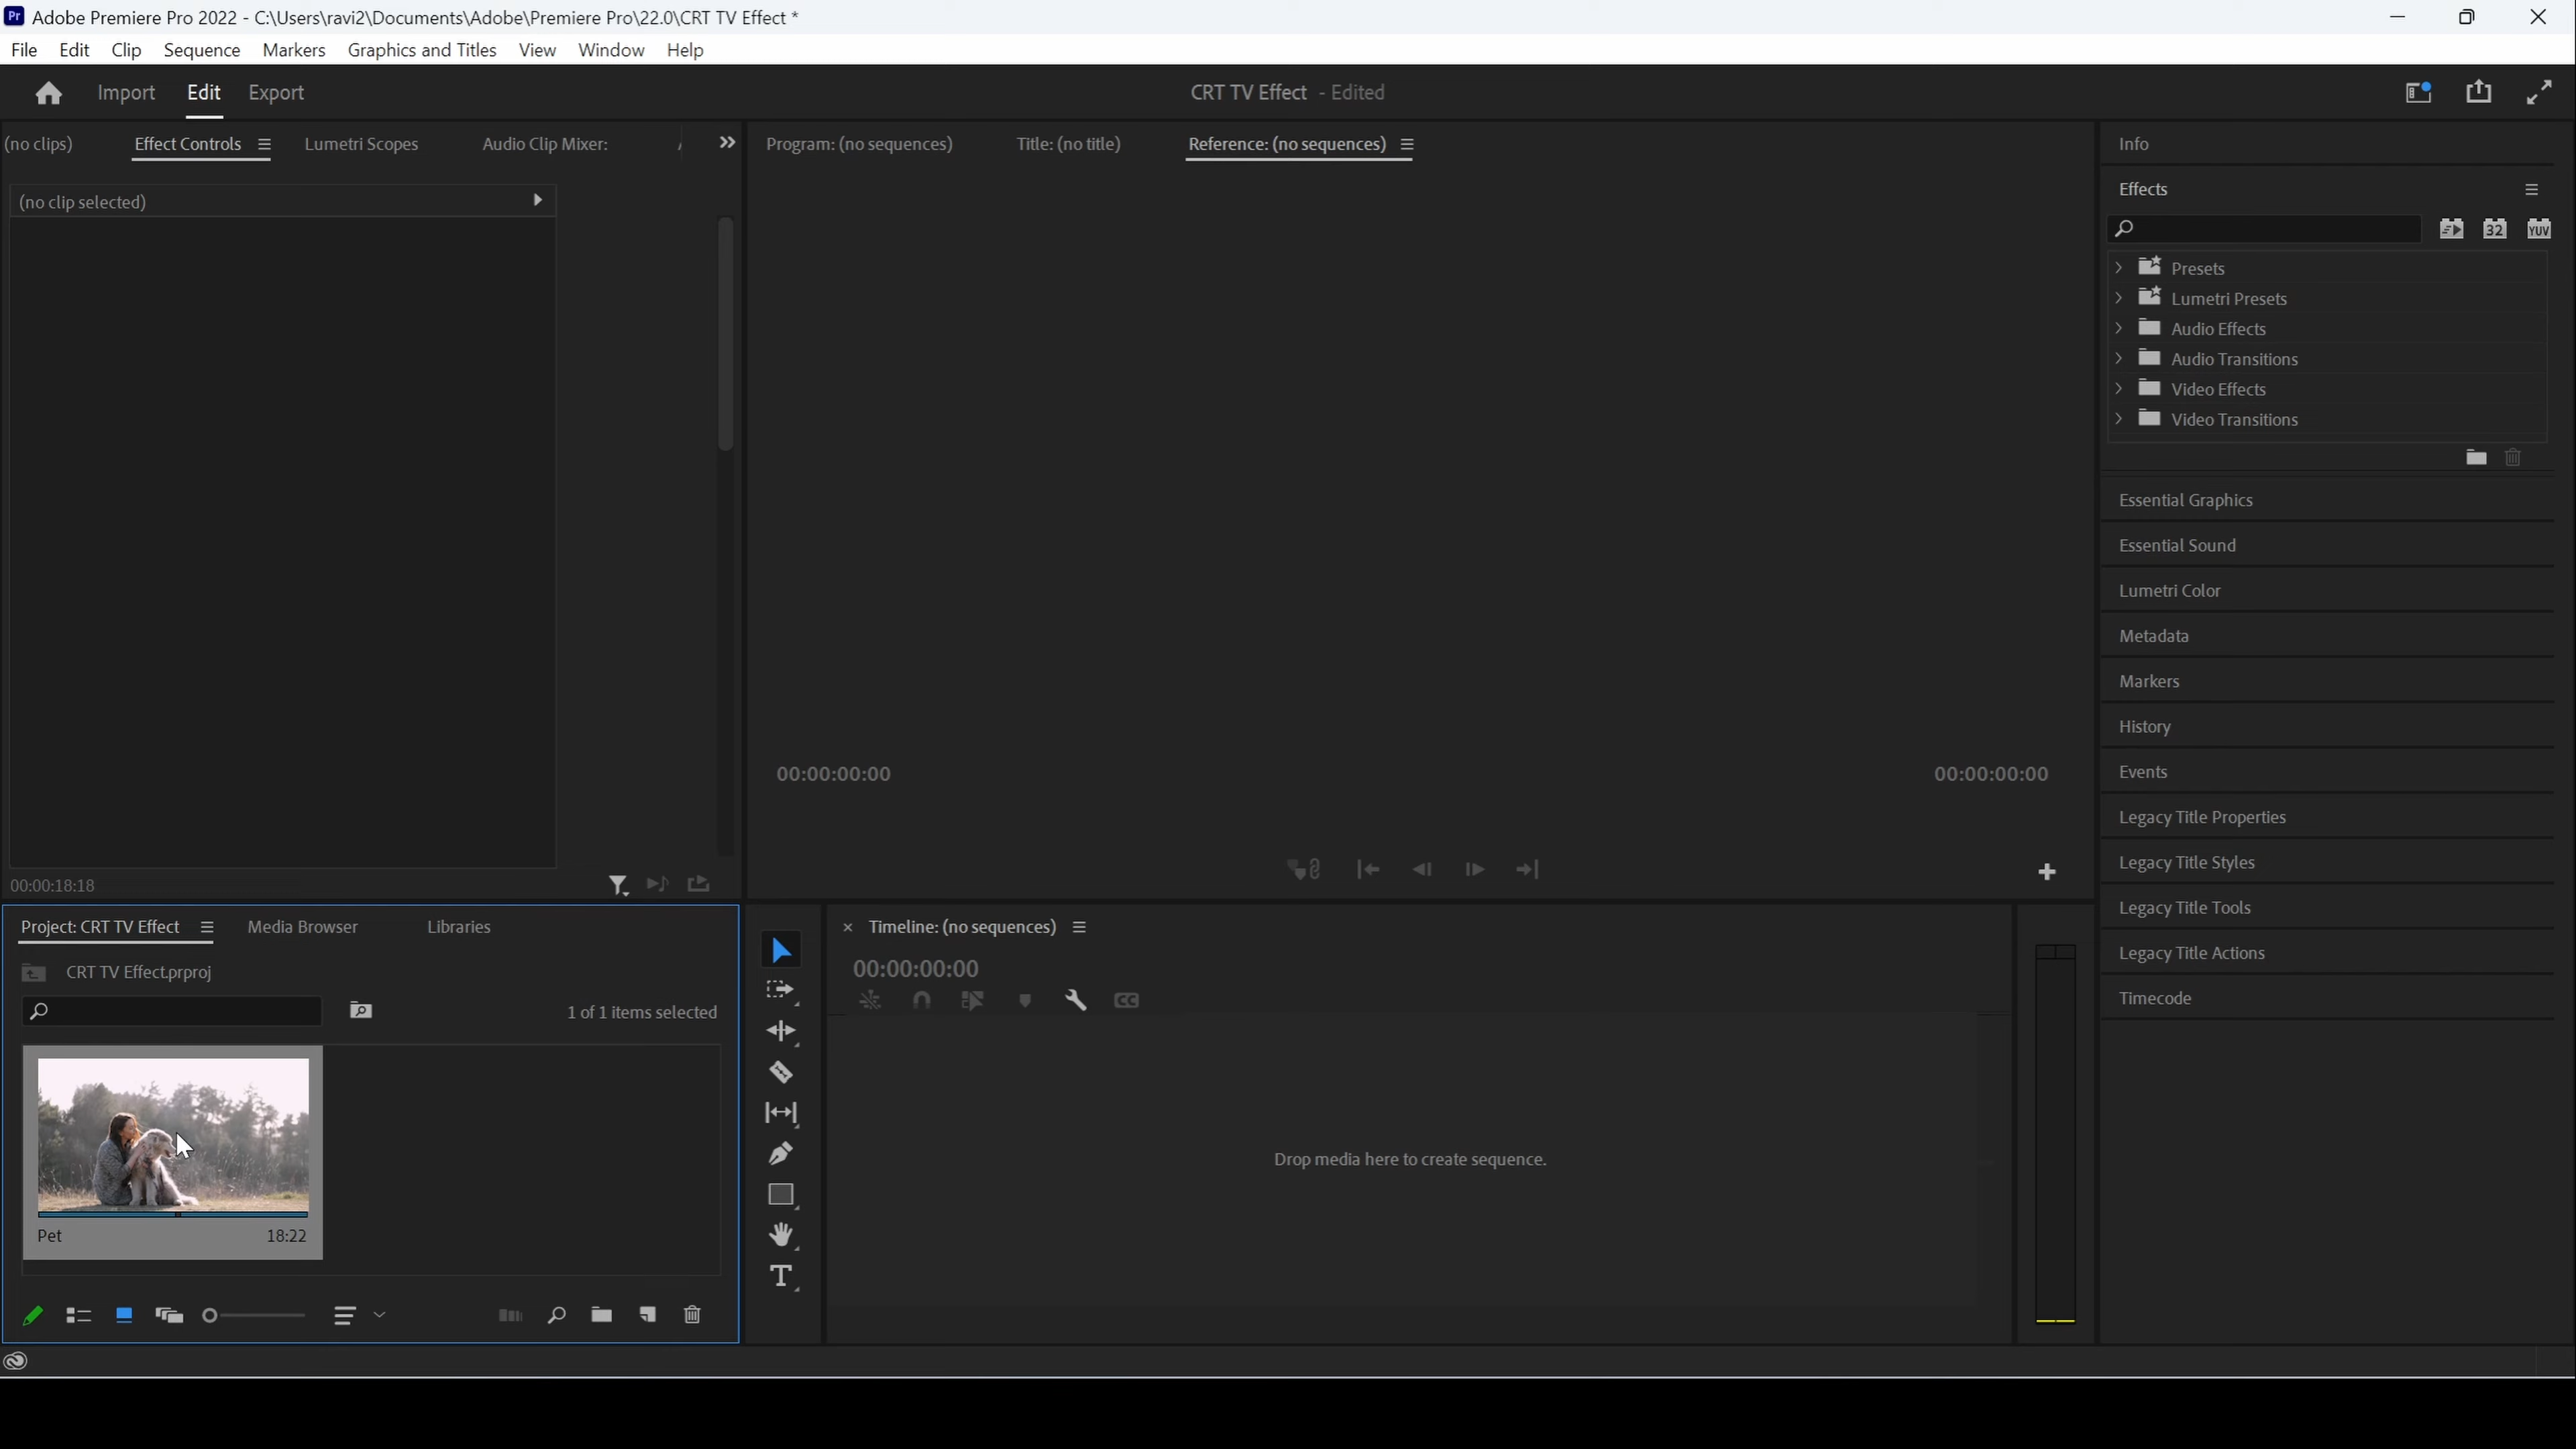 Pr Adobe Premiere Pro 2022 - C:\Users\ravi2\Documents\Adobe\Premiere Pro\22.0\CRT TV Effect *
File Edit Clip Sequence Markers Graphics and Titles View Window Help
Import Edit Export
CRT TV Effect - Edited
(no clips) Effect Controls Lumetri Scopes Audio Clip Mixer:
(no clip selected)
00:00:18:18
Program: (no sequences) Title: (no title) Reference: (no sequences)
00:00:00:00 00:00:00:00
Info
Effects
32 YUV
Presets
Lumetri Presets
Audio Effects
Audio Transitions
Video Effects
Video Transitions
Essential Graphics
Essential Sound
Lumetri Color
Metadata
Markers
History
Events
Legacy Title Properties
Legacy Title Styles
Legacy Title Tools
Legacy Title Actions
Timecode
Project: CRT TV Effect Media Browser Libraries
CRT TV Effect.prproj
1 of 1 items selected
Pet 18:22
T
× Timeline: (no sequences)
00:00:00:00
CC
Drop media here to create sequence.